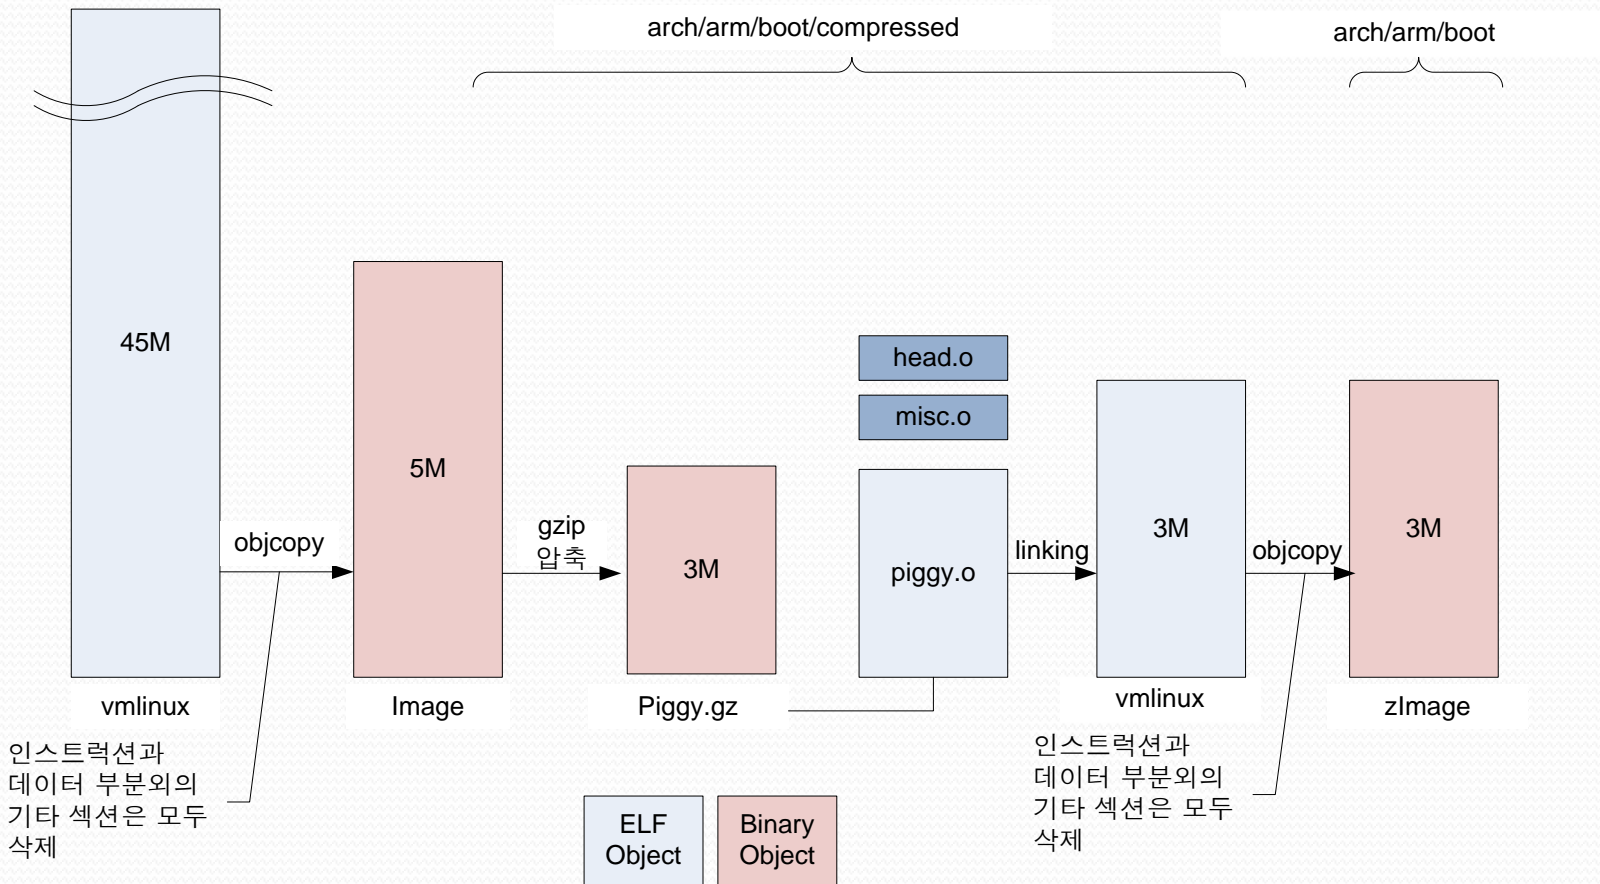 arch/arm/boot/compressed
arch/arm/boot
45M
5M
3M
head.o
misc.o
piggy.o
3M
3M
objcopy
gzip
압축
linking
objcopy
vmlinux
Image
Piggy.gz
vmlinux
zImage
인스트럭션과
데이터 부분외의
기타 섹션은 모두
삭제
인스트럭션과
데이터 부분외의
기타 섹션은 모두
삭제
ELF
Object
Binary
Object